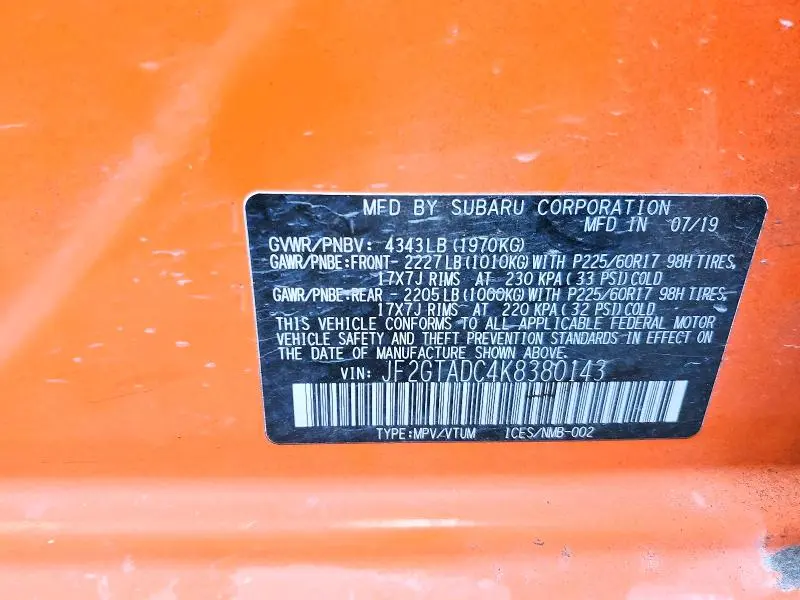 MFD BY SUBARU CORPORATION
MFD IN 07/19
GVWR/PNBV: 4343LB(1970KG)
GAWR/PNBE:FRONT- 2227LB(1010KG)WITH P225/60R17 98H TIRES,
17X7J RIMS AT 230 KPA(33 PSI)COLD
GAWR/PNBE:REAR - 2205LB(1000KG)WITH P225/60R17 98H TIRES,
17X7J RIMS AT 220 KPA(32 PSI)COLD
THIS VEHICLE CONFORMS TO ALL APPLICABLE FEDERAL MOTOR
VEHICLE SAFETY AND THEFT PREVENTION STANDARDS IN EFFECT ON
THE DATE OF MANUFACTURE SHOWN ABOVE.
VIN: JF2GTADC4K8380143
TYPE:MPV/VTUM ICES/NMB-002